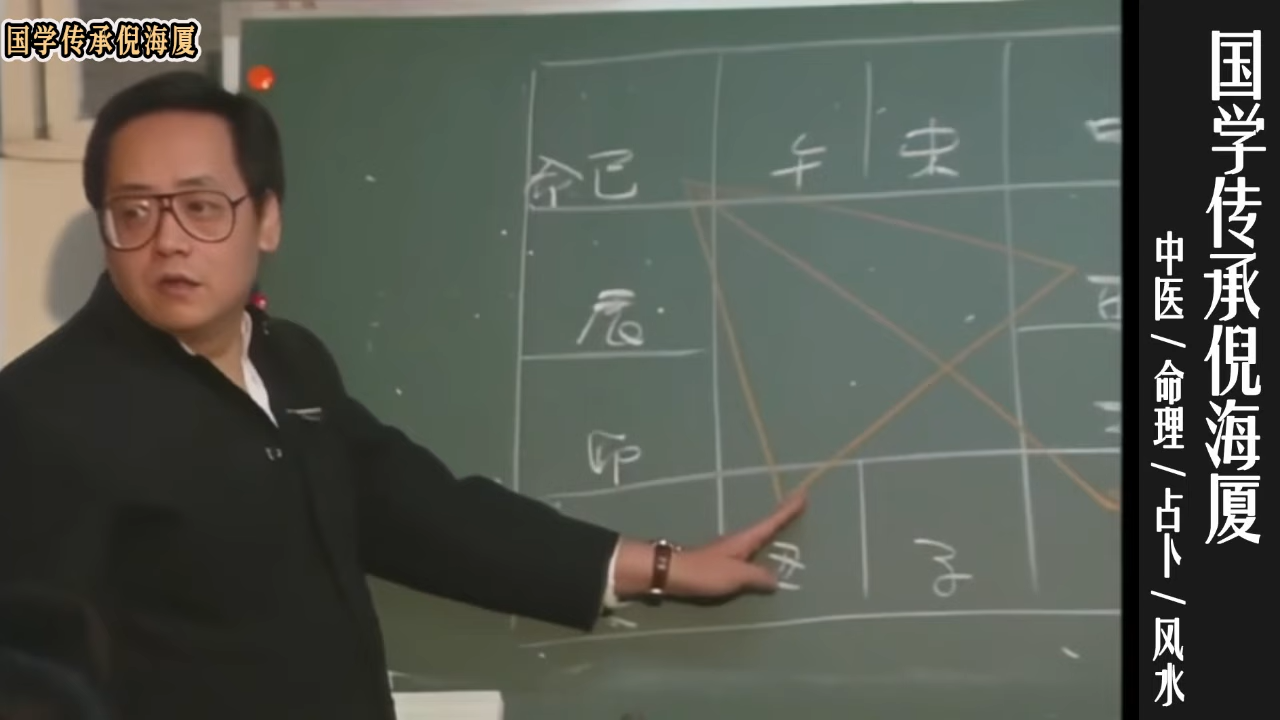 国学传承倪海厦
命巳
午
未
辰
卯
丑
子
国学传承倪海厦
中医/命理/占卜/风水